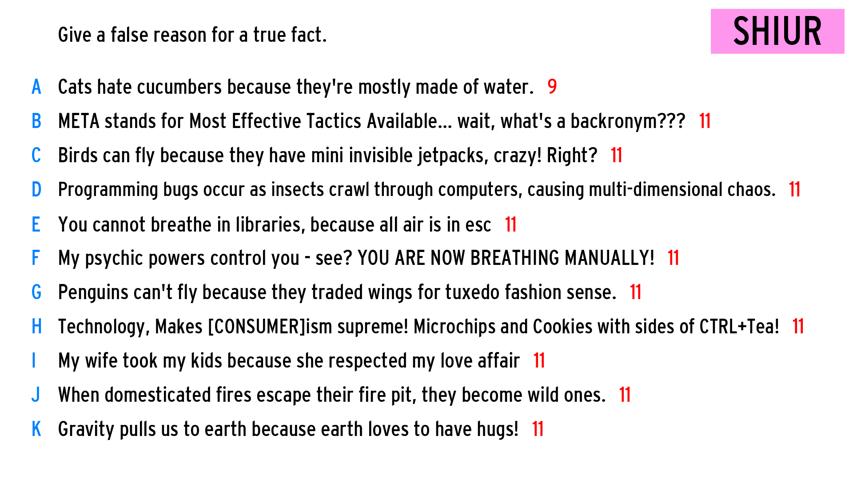 Give a false reason for a true fact.
SHIUR
A Cats hate cucumbers because they're mostly made of water. 9
B META stands for Most Effective Tactics Available... wait, what's a backronym??? 11
C Birds can fly because they have mini invisible jetpacks, crazy! Right? 11
D Programming bugs occur as insects crawl through computers, causing multi-dimensional chaos. 11
E You cannot breathe in libraries, because all air is in esc 11
F My psychic powers control you - see? YOU ARE NOW BREATHING MANUALLY! 11
G Penguins can't fly because they traded wings for tuxedo fashion sense. 11
H Technology, Makes [CONSUMER]ism supreme! Microchips and Cookies with sides of CTRL+Tea! 11
I My wife took my kids because she respected my love affair 11
J When domesticated fires escape their fire pit, they become wild ones. 11
K Gravity pulls us to earth because earth loves to have hugs! 11